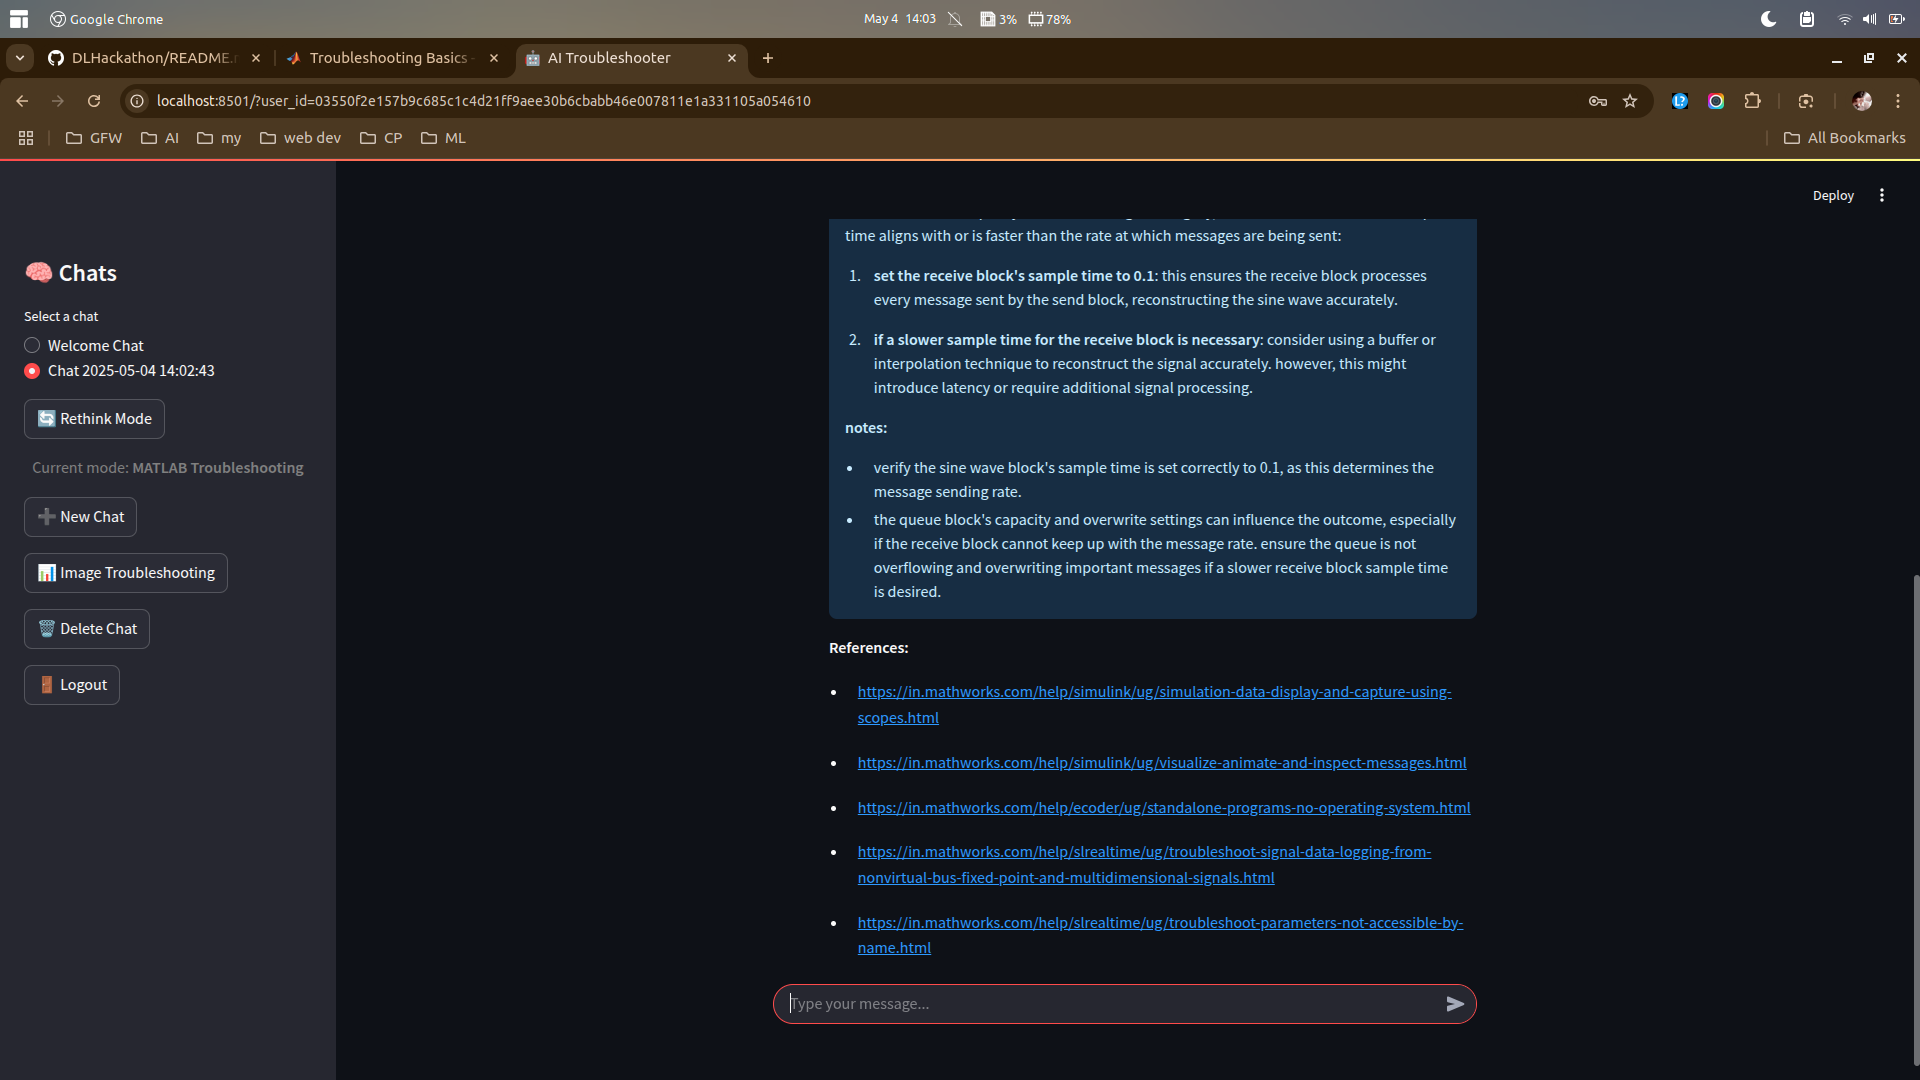 Google Chrome
May 4 14:03
3%
78%
DLHackathon/README.
Troubleshooting Basics
AI Troubleshooter
localhost:8501/?user_id=03550f2e157b9c685c1c4d21ff9aee30b6cbabb46e007811e1a331105a054610
GFW
AI
my
web dev
CP
ML
All Bookmarks
Deploy
Chats
Select a chat
Welcome Chat
Chat 2025-05-04 14:02:43
Rethink Mode
Current mode: MATLAB Troubleshooting
New Chat
Image Troubleshooting
Delete Chat
Logout
time aligns with or is faster than the rate at which messages are being sent:
1. set the receive block's sample time to 0.1: this ensures the receive block processes
every message sent by the send block, reconstructing the sine wave accurately.
2. if a slower sample time for the receive block is necessary: consider using a buffer or
interpolation technique to reconstruct the signal accurately. however, this might
introduce latency or require additional signal processing.
notes:
• verify the sine wave block's sample time is set correctly to 0.1, as this determines the
message sending rate.
• the queue block's capacity and overwrite settings can influence the outcome, especially
if the receive block cannot keep up with the message rate. ensure the queue is not
overflowing and overwriting important messages if a slower receive block sample time
is desired.
References:
• https://in.mathworks.com/help/simulink/ug/simulation-data-display-and-capture-using-
scopes.html
• https://in.mathworks.com/help/simulink/ug/visualize-animate-and-inspect-messages.html
• https://in.mathworks.com/help/ecoder/ug/standalone-programs-no-operating-system.html
• https://in.mathworks.com/help/slrealtime/ug/troubleshoot-signal-data-logging-from-
nonvirtual-bus-fixed-point-and-multidimensional-signals.html
• https://in.mathworks.com/help/slrealtime/ug/troubleshoot-parameters-not-accessible-by-
name.html
Type your message...